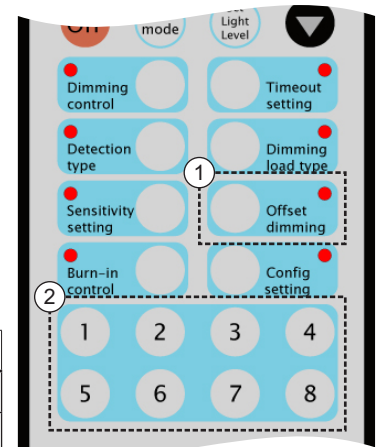 mode
Light
Level
Dimming
control
Timeout
setting
Detection
type
Dimming
load type
1
Sensitivity
setting
Offset
dimming
Burn-in
control
Config
setting
2
1 2 3 4
5 6 7 8